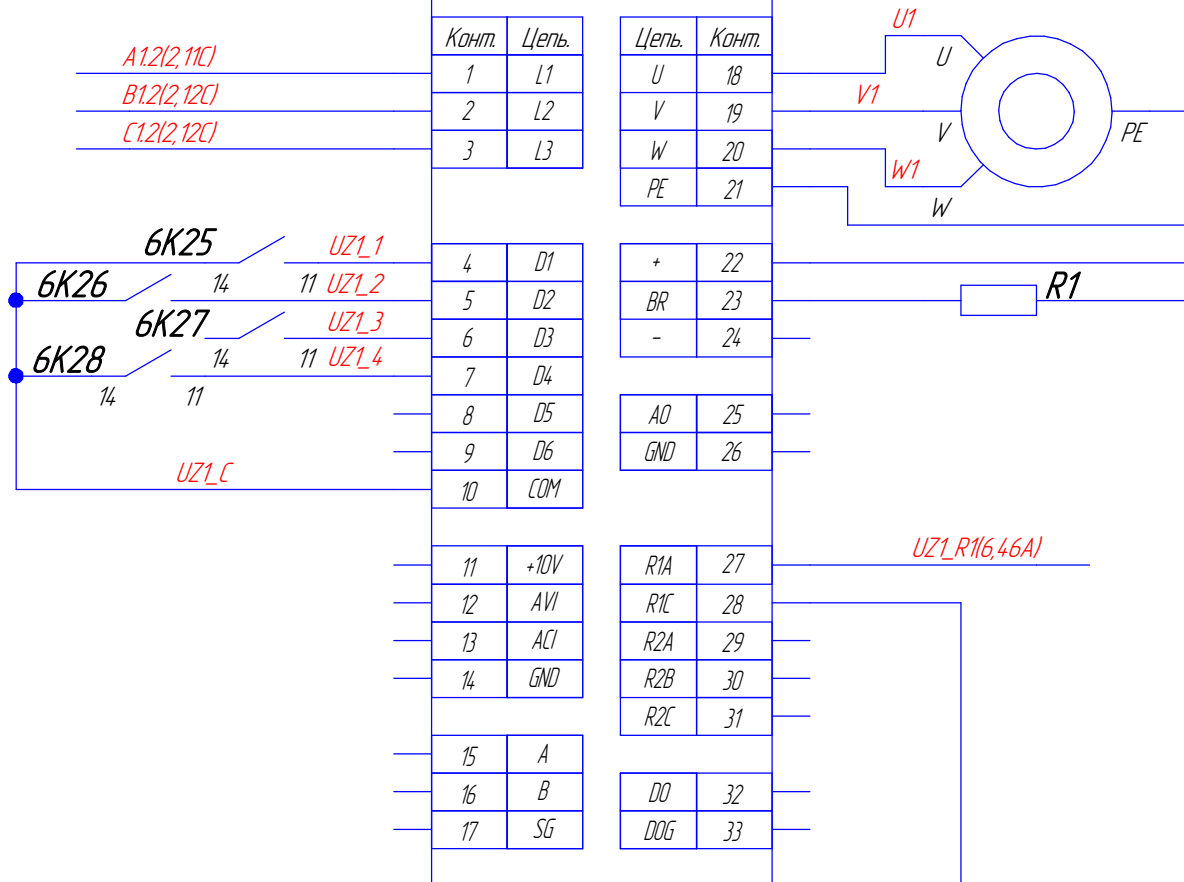 U1
Конт. Цепь. Цепь. Конт.
A1.2(2,11C) 1 L1 U 18 U
B1.2(2,12C) 2 L2 V 19 V1 V PE
C1.2(2,12C) 3 L3 W 20 W1
PE 21 W
6K25 UZ1_1 4 D1 + 22
14 11
6K26 UZ1_2 5 D2 BR 23 R1
6K27 UZ1_3 6 D3 - 24
14 11
6K28 UZ1_4 7 D4
14 11
8 D5 AO 25
9 D6 GND 26
UZ1_C 10 COM
11 +10V R1A 27 UZ1_R1(6,46A)
12 AVI R1C 28
13 ACI R2A 29
14 GND R2B 30
R2C 31
15 A
16 B DO 32
17 SG DOG 33